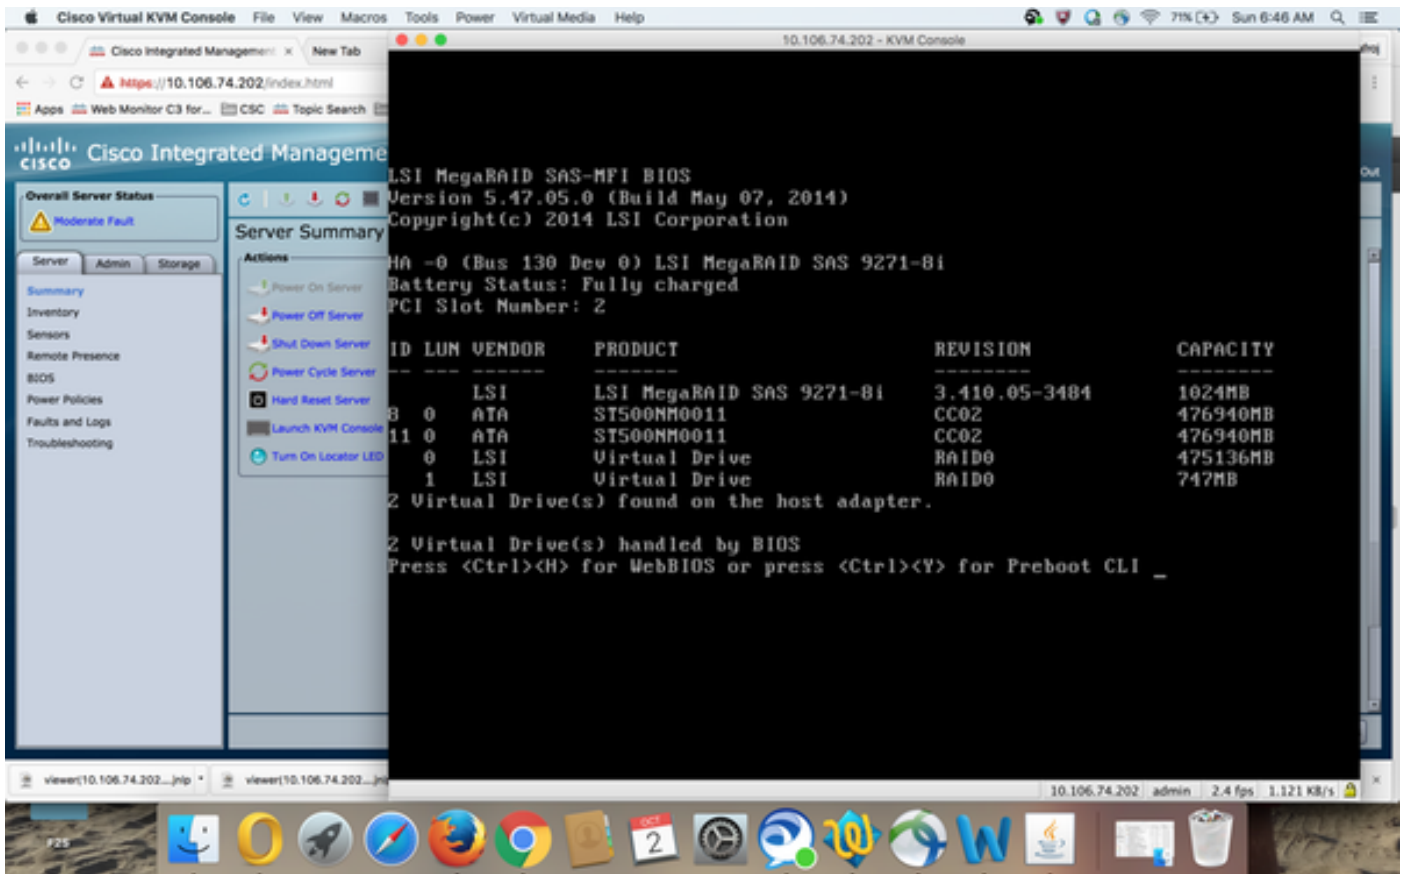 Cisco Virtual KVM Console File View Macros Tools Power Virtual Media Help 71% Sun 6:46 AM
Cisco Integrated Management × New Tab
10.106.74.202 - KVM Console
https://10.106.74.202/index.html
Apps Web Monitor C3 for... CSC Topic Search
cisco Cisco Integrated Manageme
Out
Overall Server Status
Moderate Fault
Server Admin Storage
Summary
Inventory
Sensors
Remote Presence
BIOS
Power Policies
Faults and Logs
Troubleshooting
Server Summary
Actions
Power On Server
Power Off Server
Shut Down Server
Power Cycle Server
Hard Reset Server
Launch KVM Console
Turn On Locator LED
LSI MegaRAID SAS-MFI BIOS
Version 5.47.05.0 (Build May 07, 2014)
Copyright(c) 2014 LSI Corporation
HA -0 (Bus 130 Dev 0) LSI MegaRAID SAS 9271-8i
Battery Status: Fully charged
PCI Slot Number: 2
ID LUN VENDOR PRODUCT REVISION CAPACITY
-- --- ------ ------- -------- --------
LSI LSI MegaRAID SAS 9271-8i 3.410.05-3484 1024MB
8 0 ATA ST500NM0011 CC02 476940MB
11 0 ATA ST500NM0011 CC02 476940MB
0 LSI Virtual Drive RAID0 475136MB
1 LSI Virtual Drive RAID0 747MB
2 Virtual Drive(s) found on the host adapter.
2 Virtual Drive(s) handled by BIOS
Press <Ctrl><H> for WebBIOS or press <Ctrl><Y> for Preboot CLI _
10.106.74.202 admin 2.4 fps 1.121 KB/s
viewer(10.106.74.202....jnlp viewer(10.106.74.202....jnl
F25
OCT
2